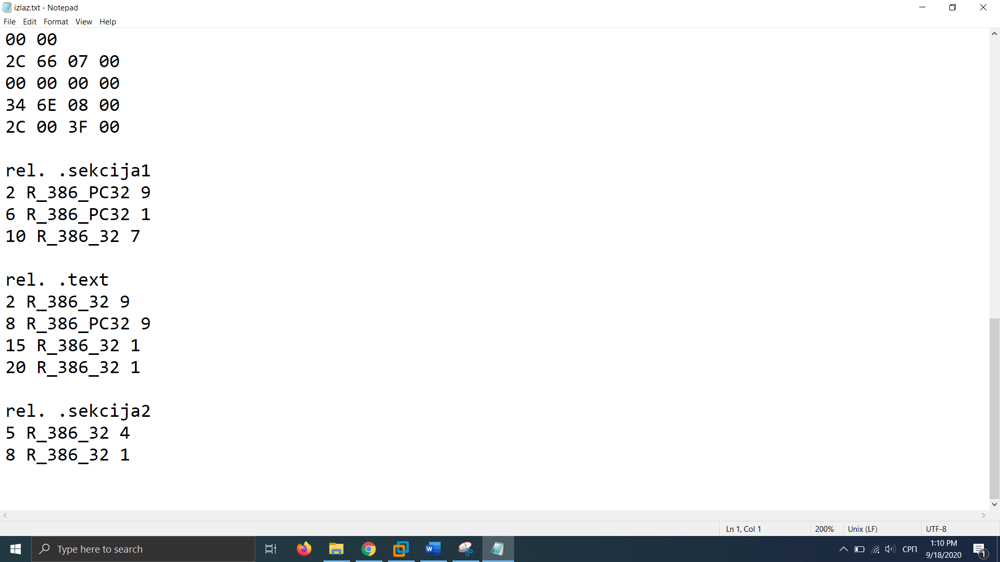 izlaz.txt - Notepad
File Edit Format View Help
00 00
2C 66 07 00
00 00 00 00
34 6E 08 00
2C 00 3F 00
rel. .sekcija1
2 R_386_PC32 9
6 R_386_PC32 1
10 R_386_32 7
rel. .text
2 R_386_32 9
8 R_386_PC32 9
15 R_386_32 1
20 R_386_32 1
rel. .sekcija2
5 R_386_32 4
8 R_386_32 1
Ln 1, Col 1 200% Unix (LF) UTF-8
Type here to search
W
СРП
1:10 PM
9/18/2020
1